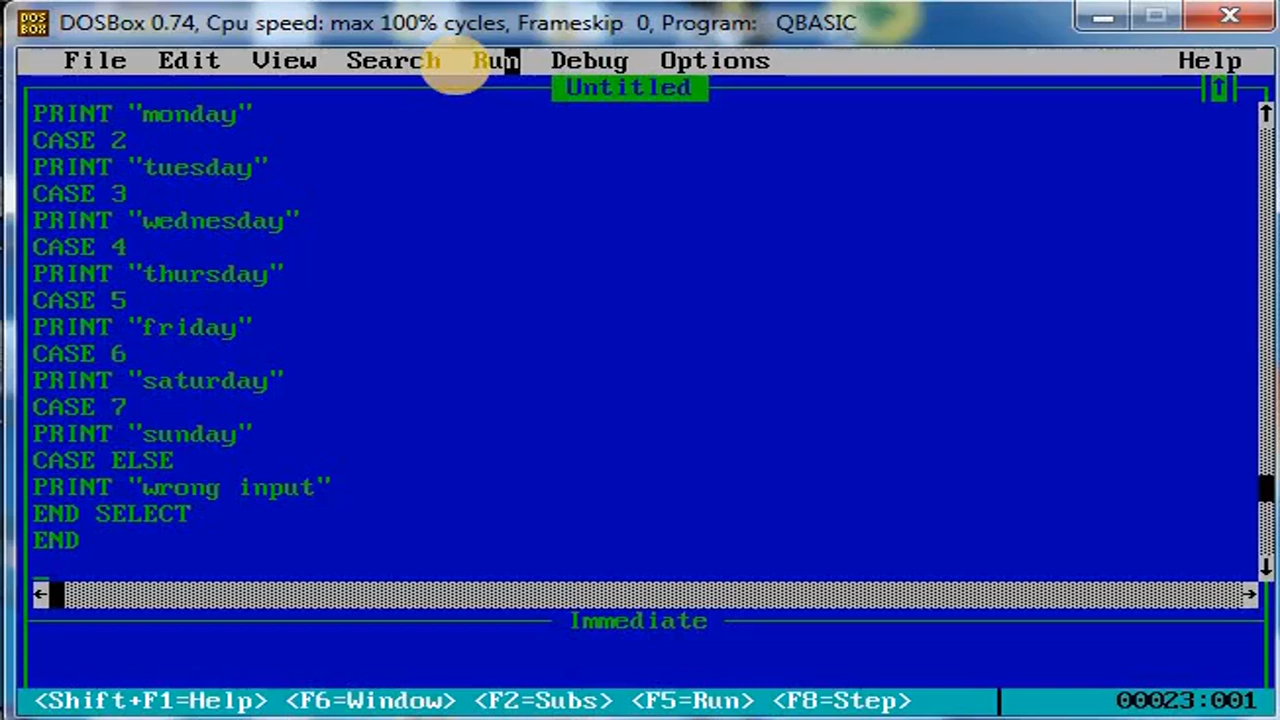 DOSBox 0.74, Cpu speed: max 100% cycles, Frameskip 0, Program: QBASIC
File Edit View Search Run Debug Options Help
Untitled
PRINT "monday"
CASE 2
PRINT "tuesday"
CASE 3
PRINT "wednesday"
CASE 4
PRINT "thursday"
CASE 5
PRINT "friday"
CASE 6
PRINT "saturday"
CASE 7
PRINT "sunday"
CASE ELSE
PRINT "wrong input"
END SELECT
END
Immediate
<Shift+F1=Help> <F6=Window> <F2=Subs> <F5=Run> <F8=Step> 00023:001